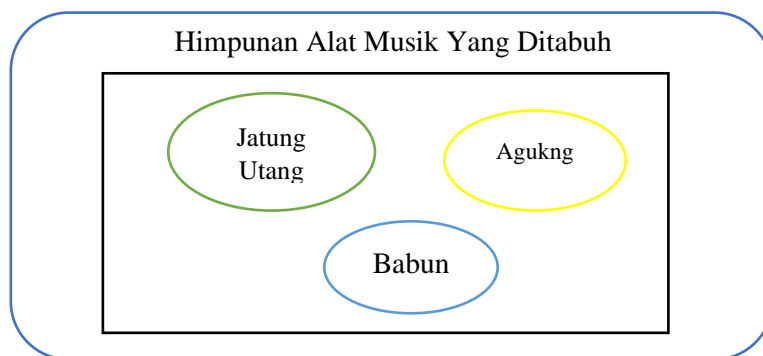 Himpunan Alat Musik Yang Ditabuh
Jatung
Utang
Agukng
Babun